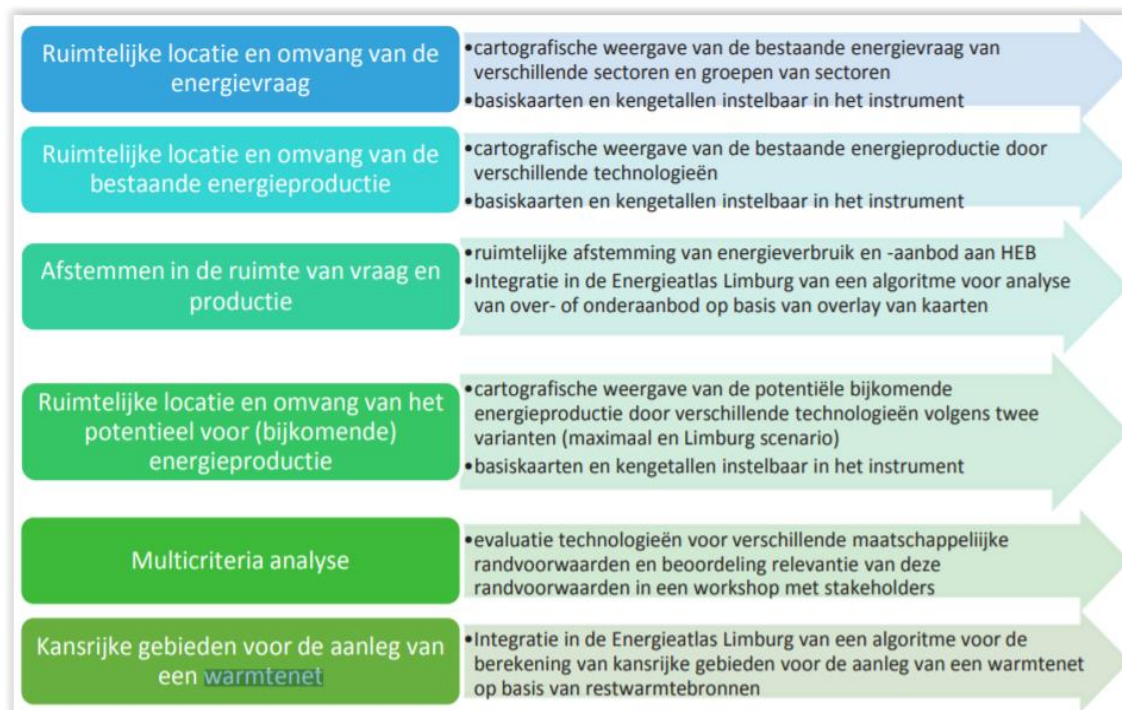 Ruimtelijke locatie en omvang van de
energievraag
•cartografische weergave van de bestaande energievraag van
verschillende sectoren en groepen van sectoren
•basiskaarten en kengetallen instelbaar in het instrument
Ruimtelijke locatie en omvang van de
bestaande energieproductie
•cartografische weergave van de bestaande energieproductie door
verschillende technologieën
•basiskaarten en kengetallen instelbaar in het instrument
Afstemmen in de ruimte van vraag en
productie
•ruimtelijke afstemming van energieverbruik en -aanbod aan HEB
•Integratie in de Energieatlas Limburg van een algoritme voor analyse
van over- of onderaanbod op basis van overlay van kaarten
Ruimtelijke locatie en omvang van het
potentieel voor (bijkomende)
energieproductie
•cartografische weergave van de potentiële bijkomende
energieproductie door verschillende technologieën volgens twee
varianten (maximaal en Limburg scenario)
•basiskaarten en kengetallen instelbaar in het instrument
Multicriteria analyse
•evaluatie technologieën voor verschillende maatschappeliijke
randvoorwaarden en beoordeling relevantie van deze
randvoorwaarden in een workshop met stakeholders
Kansrijke gebieden voor de aanleg van
een warmtenet
•Integratie in de Energieatlas Limburg van een algoritme voor de
berekening van kansrijke gebieden voor de aanleg van een warmtenet
op basis van restwarmtebronnen